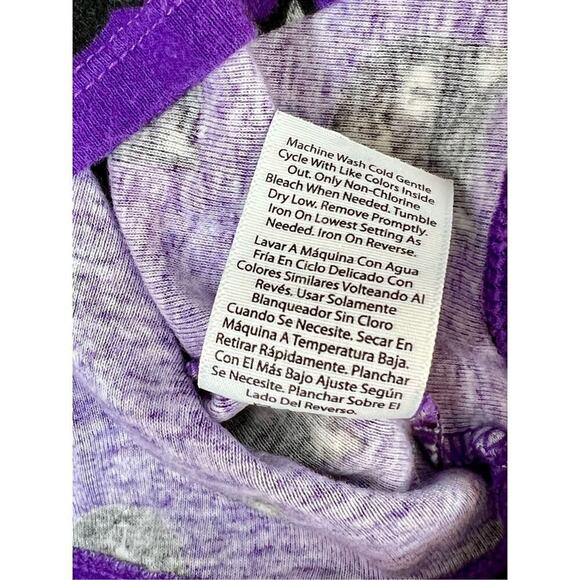 Machine Wash Cold Gentle
Cycle With Like Colors Inside
Out. Only Non-Chlorine
Bleach When Needed. Tumble
Dry Low. Remove Promptly.
Iron On Lowest Setting As
Needed. Iron On Reverse.
Lavar A Máquina Con Agua
Fría En Ciclo Delicado Con
Colores Similares Volteando Al
Revés. Usar Solamente
Blanqueador Sin Cloro
Cuando Se Necesite. Secar En
Máquina A Temperatura Baja.
Retirar Rápidamente. Planchar
Con El Más Bajo Ajuste Según
Se Necesite. Planchar Sobre El
Lado Del Reverso.